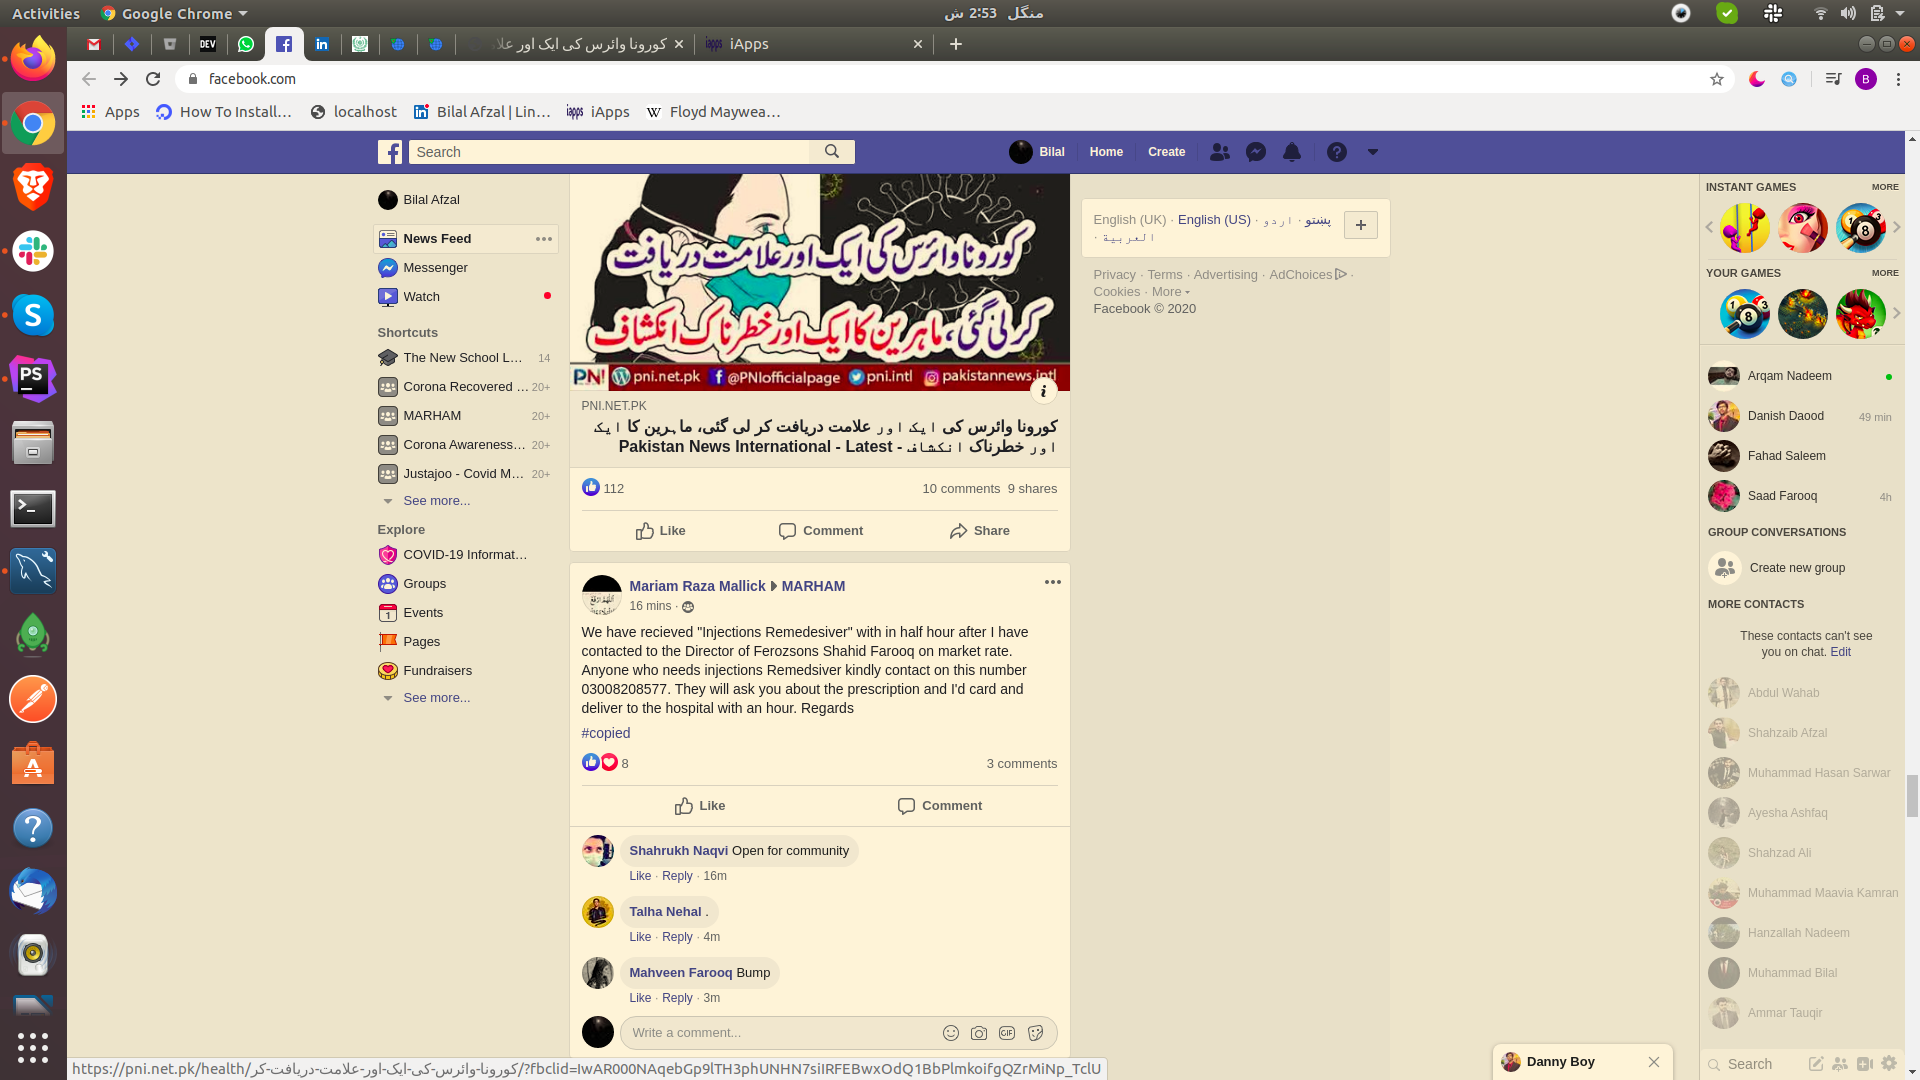 Activities
Google Chrome
منگل 2:53 ش
DEV
کورونا وائرس کی ایک اور علا
iapps
iApps
facebook.com
B
Apps
How To Install...
localhost
Bilal Afzal | Lin...
iapps
iApps
W
Floyd Maywea...
Search
Bilal
Home
Create
Bilal Afzal
News Feed
Messenger
Watch
Shortcuts
The New School L... 14
Corona Recovered ... 20+
MARHAM 20+
Corona Awareness... 20+
Justajoo - Covid M... 20+
See more...
Explore
COVID-19 Informat...
Groups
Events
Pages
Fundraisers
See more...
کورونا وائرس کی ایک اور علامت دریافت
کرلی گئی، ماہرین کا ایک اور خطرناک انکشاف
PNI pni.net.pk @PNIofficialpage pni.intl pakistannews.intl
PNI.NET.PK
کورونا وائرس کی ایک اور علامت دریافت کر لی گئی، ماہرین کا ایک
اور خطرناک انکشاف - Pakistan News International - Latest
112
10 comments 9 shares
Like
Comment
Share
Mariam Raza Mallick MARHAM
16 mins ·
We have recieved "Injections Remedesiver" with in half hour after I have
contacted to the Director of Ferozsons Shahid Farooq on market rate.
Anyone who needs injections Remedsiver kindly contact on this number
03008208577. They will ask you about the prescription and I'd card and
deliver to the hospital with an hour. Regards
#copied
8
3 comments
Like
Comment
Shahrukh Naqvi Open for community
Like · Reply · 16m
Talha Nehal .
Like · Reply · 4m
Mahveen Farooq Bump
Like · Reply · 3m
Write a comment...
GIF
English (UK) · English (US) · اردو · پښتو
العربية ·
Privacy · Terms · Advertising · AdChoices ·
Cookies · More
Facebook © 2020
INSTANT GAMES MORE
YOUR GAMES MORE
Arqam Nadeem
Danish Daood 49 min
Fahad Saleem
Saad Farooq 4h
GROUP CONVERSATIONS
Create new group
MORE CONTACTS
These contacts can't see
you on chat. Edit
Abdul Wahab
Shahzaib Afzal
Muhammad Hasan Sarwar
Ayesha Ashfaq
Shahzad Ali
Muhammad Maavia Kamran
Hanzallah Nadeem
Muhammad Bilal
Ammar Tauqir
Search
Danny Boy
https://pni.net.pk/health/کورونا-وائرس-کی-ایک-اور-علامت-دریافت-کر/?fbclid=IwAR000NAqebGp9lTH3phUNHN7siIRFEBwxOdQ1BbPlmkoifgQZrMiNp_TclU